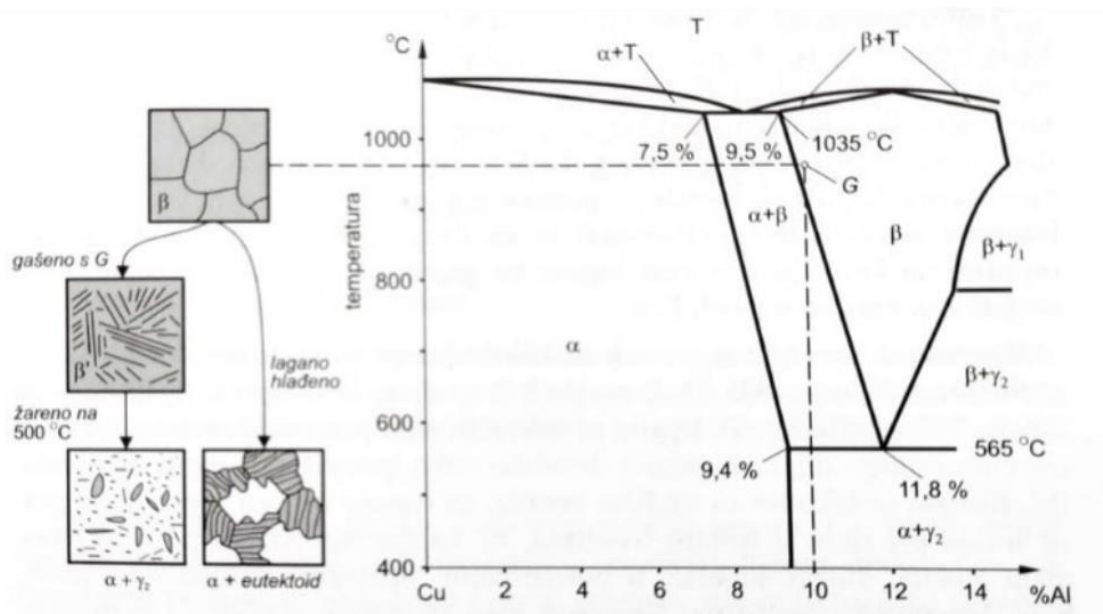 T
°C
α+T
β+T
1000
7,5 %
9,5 %
1035 °C
G
β
temperatura
α+β
gašeno s G
β
β+γ₁
800
β'
α
lagano
hlađeno
β+γ₂
žareno na
500 °C
600
565 °C
9,4 %
11,8 %
α+γ₂
400
α + γ₂
α + eutektoid
Cu
2
4
6
8
10
12
14
%Al